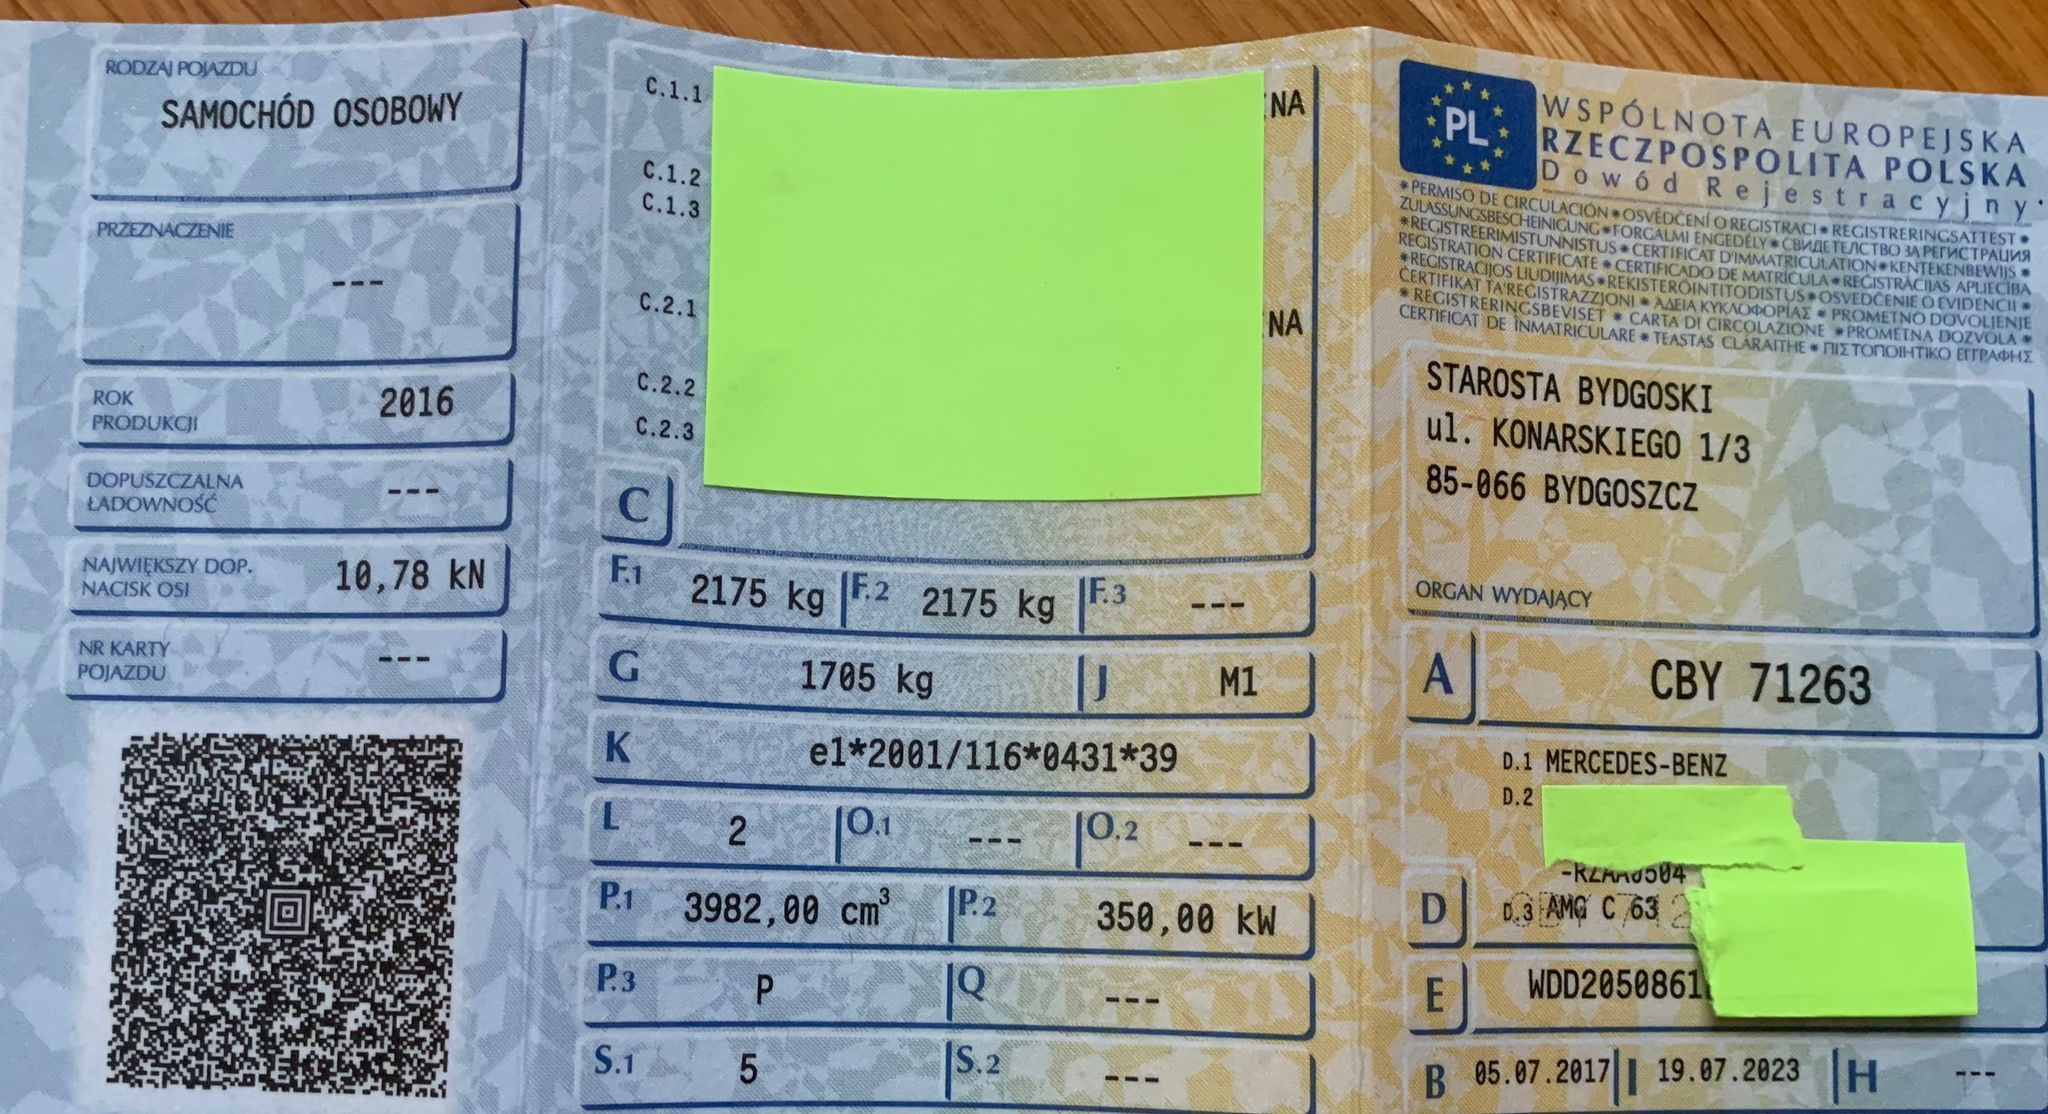 RODZAJ POJAZDU
SAMOCHÓD OSOBOWY
PRZEZNACZENIE
---
ROK
PRODUKCJI
2016
DOPUSZCZALNA
ŁADOWNOŚĆ
---
NAJWIĘKSZY DOP.
NACISK OSI
10,78 kN
NR KARTY
POJAZDU
---
C.1.1
NA
C.1.2
C.1.3
C.2.1
NA
C.2.2
C.2.3
C
F.1 2175 kg F.2 2175 kg F.3 ---
G 1705 kg J M1
K e1*2001/116*0431*39
L 2 O.1 --- O.2 ---
P.1 3982,00 cm³ P.2 350,00 kW
P.3 P Q ---
S.1 5 S.2 ---
PL
WSPÓLNOTA EUROPEJSKA
RZECZPOSPOLITA POLSKA
Dowód Rejestracyjny
* PERMISO DE CIRCULACIÓN * OSVĚDČENÍ O REGISTRACI * REGISTRERINGSATTEST *
ZULASSUNGSBESCHEINIGUNG * FORGALMI ENGEDÉLY * СВИДЕТЕЛСТВО ЗА РЕГИСТРАЦИЯ
* REGISTREERIMISTUNNISTUS * CERTIFICAT D'IMMATRICULATION * KENTEKENBEWIJS *
REGISTRATION CERTIFICATE * CERTIFICADO DE MATRÍCULA * REĢISTRĀCIJAS APLIECĪBA
* REGISTRACIJOS LIUDIJIMAS * REKISTERÖINTITODISTUS * OSVEDČENIE O EVIDENCII *
ĊERTIFIKAT TA'REĠISTRAZZJONI * ΑΔΕΙΑ ΚΥΚΛΟΦΟΡΙΑΣ * PROMETNO DOVOLJENJE
* REGISTRERINGSBEVISET * CARTA DI CIRCOLAZIONE * PROMETNA DOZVOLA *
CERTIFICAT DE ÎNMATRICULARE * TEASTAS CLÁRAITHE * ΠΙΣΤΟΠΟΙΗΤΙΚΟ ΕΓΓΡΑΦΗΣ
STAROSTA BYDGOSKI
ul. KONARSKIEGO 1/3
85-066 BYDGOSZCZ
ORGAN WYDAJĄCY
A CBY 71263
D.1 MERCEDES-BENZ
D.2
-RZAA0504
D
D.3 AMG C 63
E WDD2050861
B 05.07.2017 I 19.07.2023 H ---